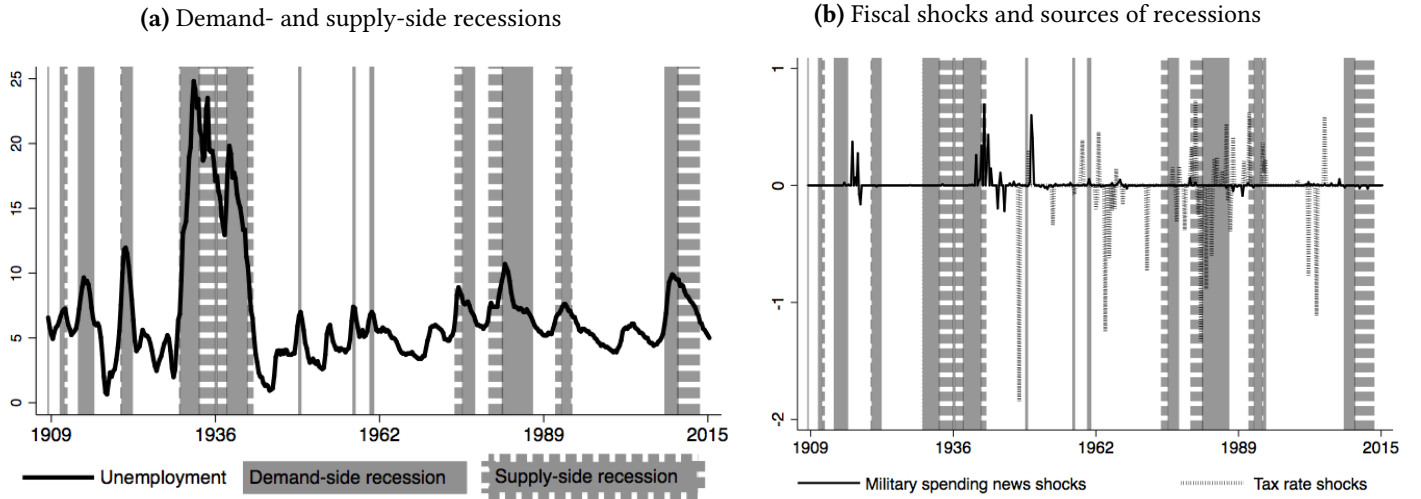 (a) Demand- and supply-side recessions
25
20
15
10
5
0
1909 1936 1962 1989 2015
Unemployment Demand-side recession Supply-side recession
(b) Fiscal shocks and sources of recessions
1
0
-1
-2
1909 1936 1962 1989 2015
Military spending news shocks Tax rate shocks